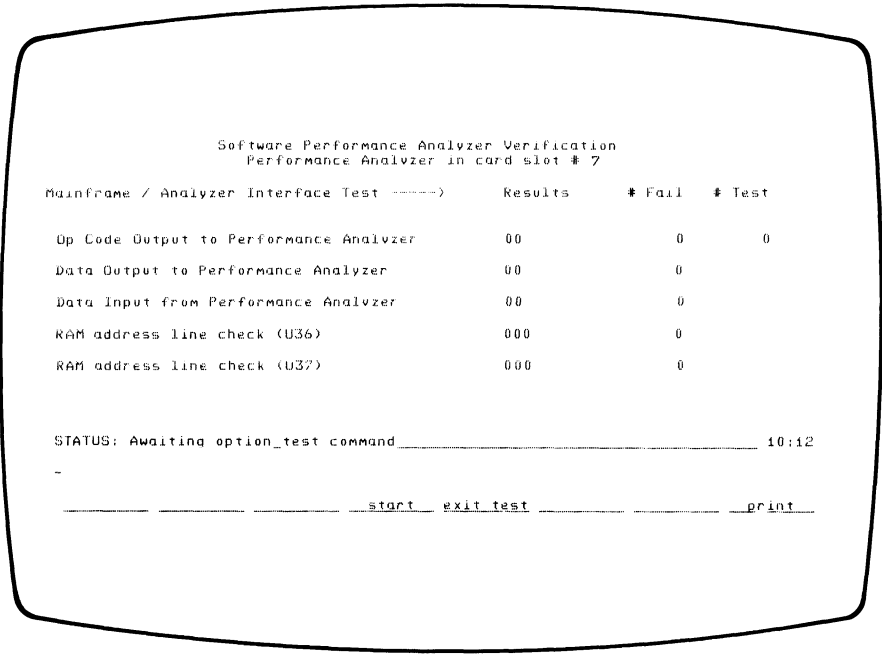 Software Performance Analyzer Verification
Performance Analyzer in card slot # 7
Mainframe / Analyzer Interface Test -----> Results # Fail # Test
Op Code Output to Performance Analyzer 00 0 0
Data Output to Performance Analyzer 00 0
Data Input from Performance Analyzer 00 0
RAM address line check (U36) 000 0
RAM address line check (U37) 000 0
STATUS: Awaiting option_test command 10:12
start exit test print